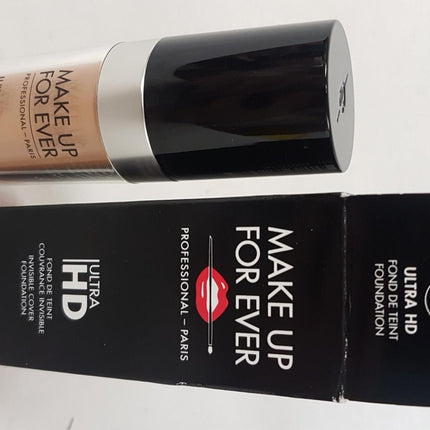 MAKE UP
FOR EVER
PROFESSIONAL – PARIS
MAKE UP
FOR EVER
PROFESSIONAL – PARIS
ULTRA
HD
FOND DE TEINT
COUVRANCE INVISIBLE
INVISIBLE COVER
FOUNDATION
ULTRA HD
FOND DE TEINT
FOUNDATION